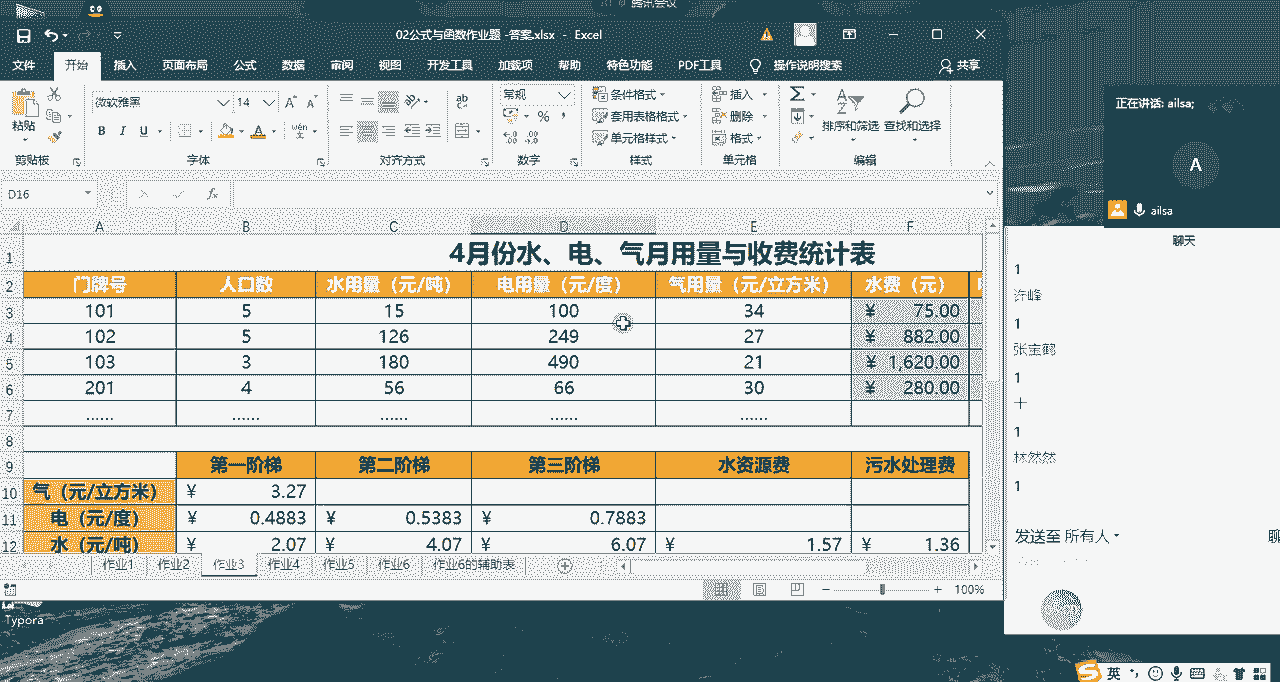 腾讯会议
02公式与函数作业题 -答案.xlsx - Excel
文件 开始 插入 页面布局 公式 数据 审阅 视图 开发工具 加载项 帮助 特色功能 PDF工具 操作说明搜索 共享
微软雅黑 14 常规 条件格式 插入
粘贴 套用表格格式 删除 排序和筛选 查找和选择
B I U 单元格样式 格式
剪贴板 字体 对齐方式 数字 样式 单元格 编辑
D16 fx
A B C D E F
1 4月份水、电、气月用量与收费统计表
2 门牌号 人口数 水用量（元/吨） 电用量（元/度） 气用量（元/立方米） 水费（元）
3 101 5 15 100 34 ¥ 75.00
4 102 5 126 249 27 ¥ 882.00
5 103 3 180 490 21 ¥ 1,620.00
6 201 4 56 66 30 ¥ 280.00
7 …… …… …… …… ……
8
9 第一阶梯 第二阶梯 第三阶梯 水资源费 污水处理费
10 气（元/立方米） ¥ 3.27
11 电（元/度） ¥ 0.4883 ¥ 0.5383 ¥ 0.7883
12 水（元/吨） ¥ 2.07 ¥ 4.07 ¥ 6.07 ¥ 1.57 ¥ 1.36
作业1 作业2 作业3 作业4 作业5 作业6 作业6的辅助表
100%
正在讲话: ailsa;
A
ailsa
聊天
1
许峰
1
张宝鹤
1
十
1
林然然
1
发送至 所有人
Typora
英